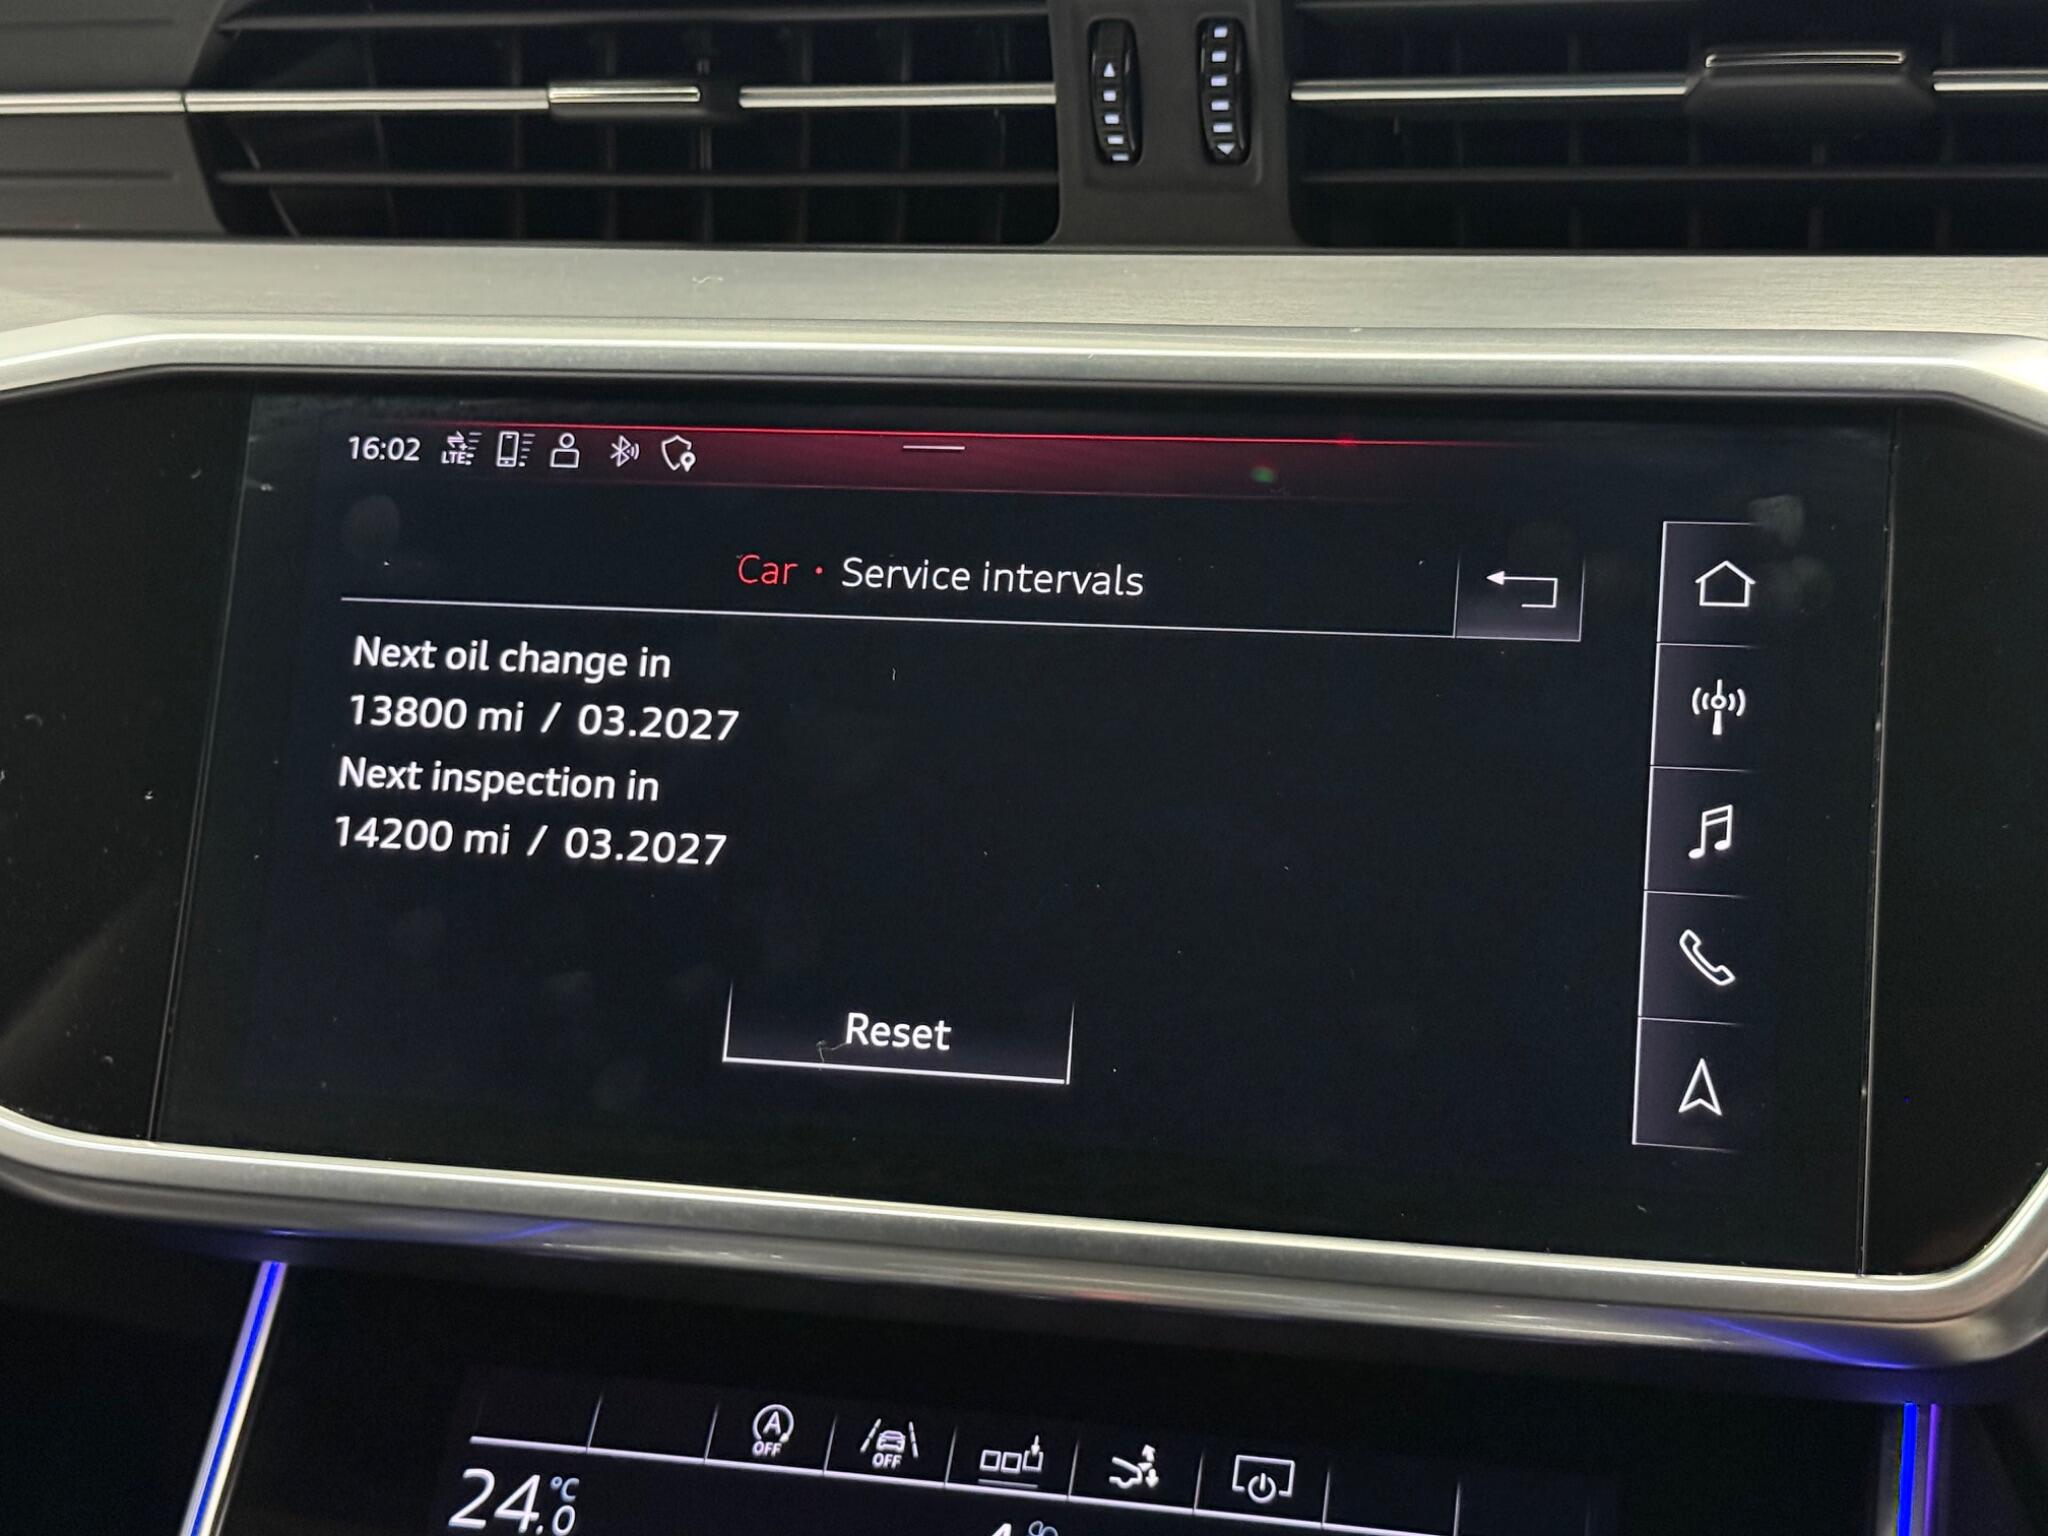 16:02 LTE
Car • Service intervals
Next oil change in
13800 mi / 03.2027
Next inspection in
14200 mi / 03.2027
Reset
A
OFF
OFF
24.0 °C